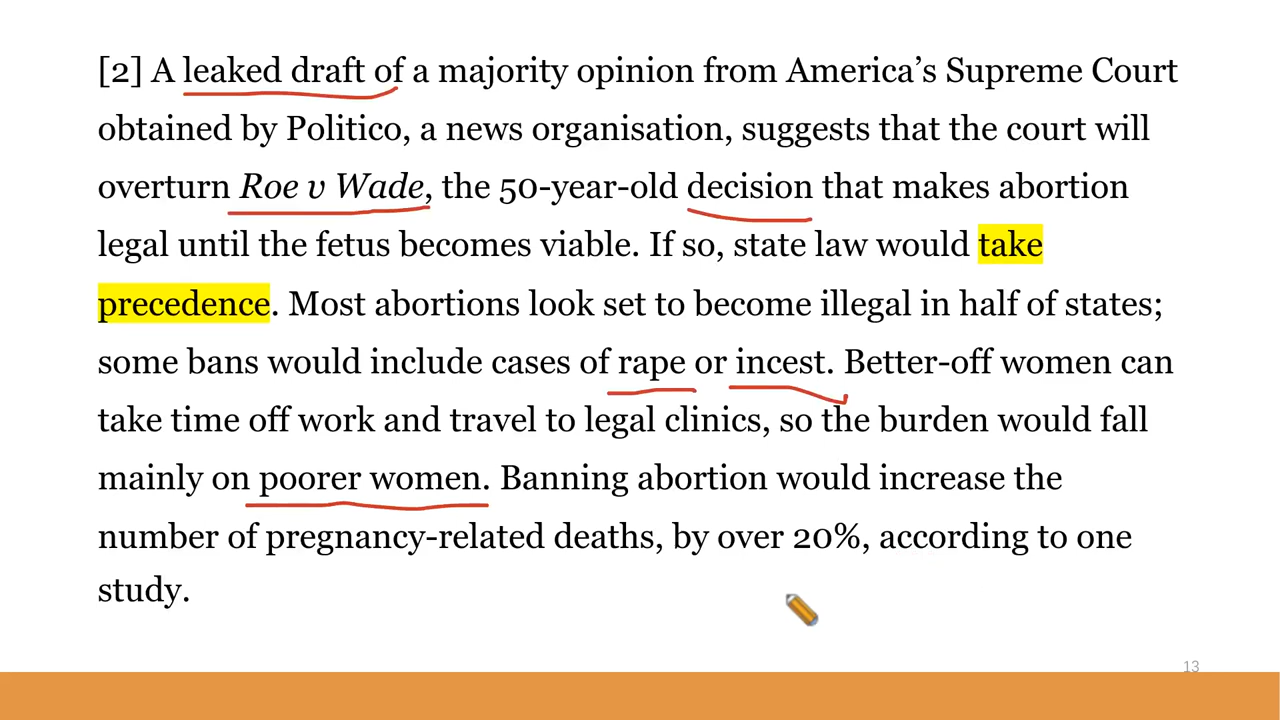 [2] A leaked draft of a majority opinion from America’s Supreme Court
obtained by Politico, a news organisation, suggests that the court will
overturn Roe v Wade, the 50-year-old decision that makes abortion
legal until the fetus becomes viable. If so, state law would take
precedence. Most abortions look set to become illegal in half of states;
some bans would include cases of rape or incest. Better-off women can
take time off work and travel to legal clinics, so the burden would fall
mainly on poorer women. Banning abortion would increase the
number of pregnancy-related deaths, by over 20%, according to one
study.
13